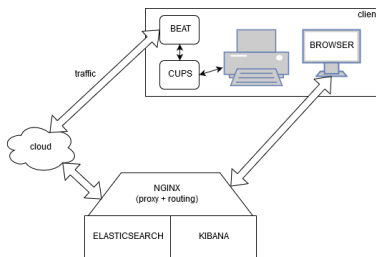 client
BEAT
BROWSER
CUPS
traffic
cloud
NGINX
(proxy + routing)
ELASTICSEARCH
KIBANA